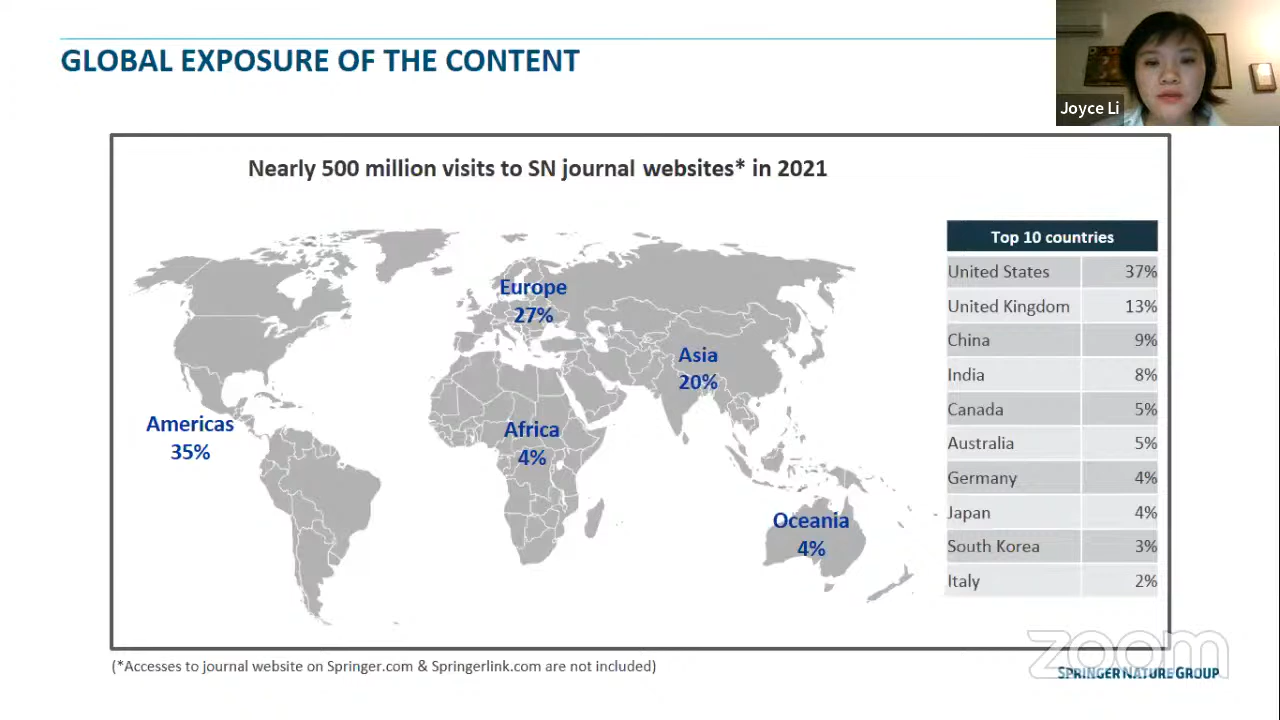 GLOBAL EXPOSURE OF THE CONTENT
Joyce Li
Nearly 500 million visits to SN journal websites* in 2021
Europe
27%
Asia
20%
Americas
35%
Africa
4%
Oceania
4%
Top 10 countries
United States 37%
United Kingdom 13%
China 9%
India 8%
Canada 5%
Australia 5%
Germany 4%
Japan 4%
South Korea 3%
Italy 2%
(*Accesses to journal website on Springer.com & Springerlink.com are not included)
zoom
SPRINGER NATURE GROUP